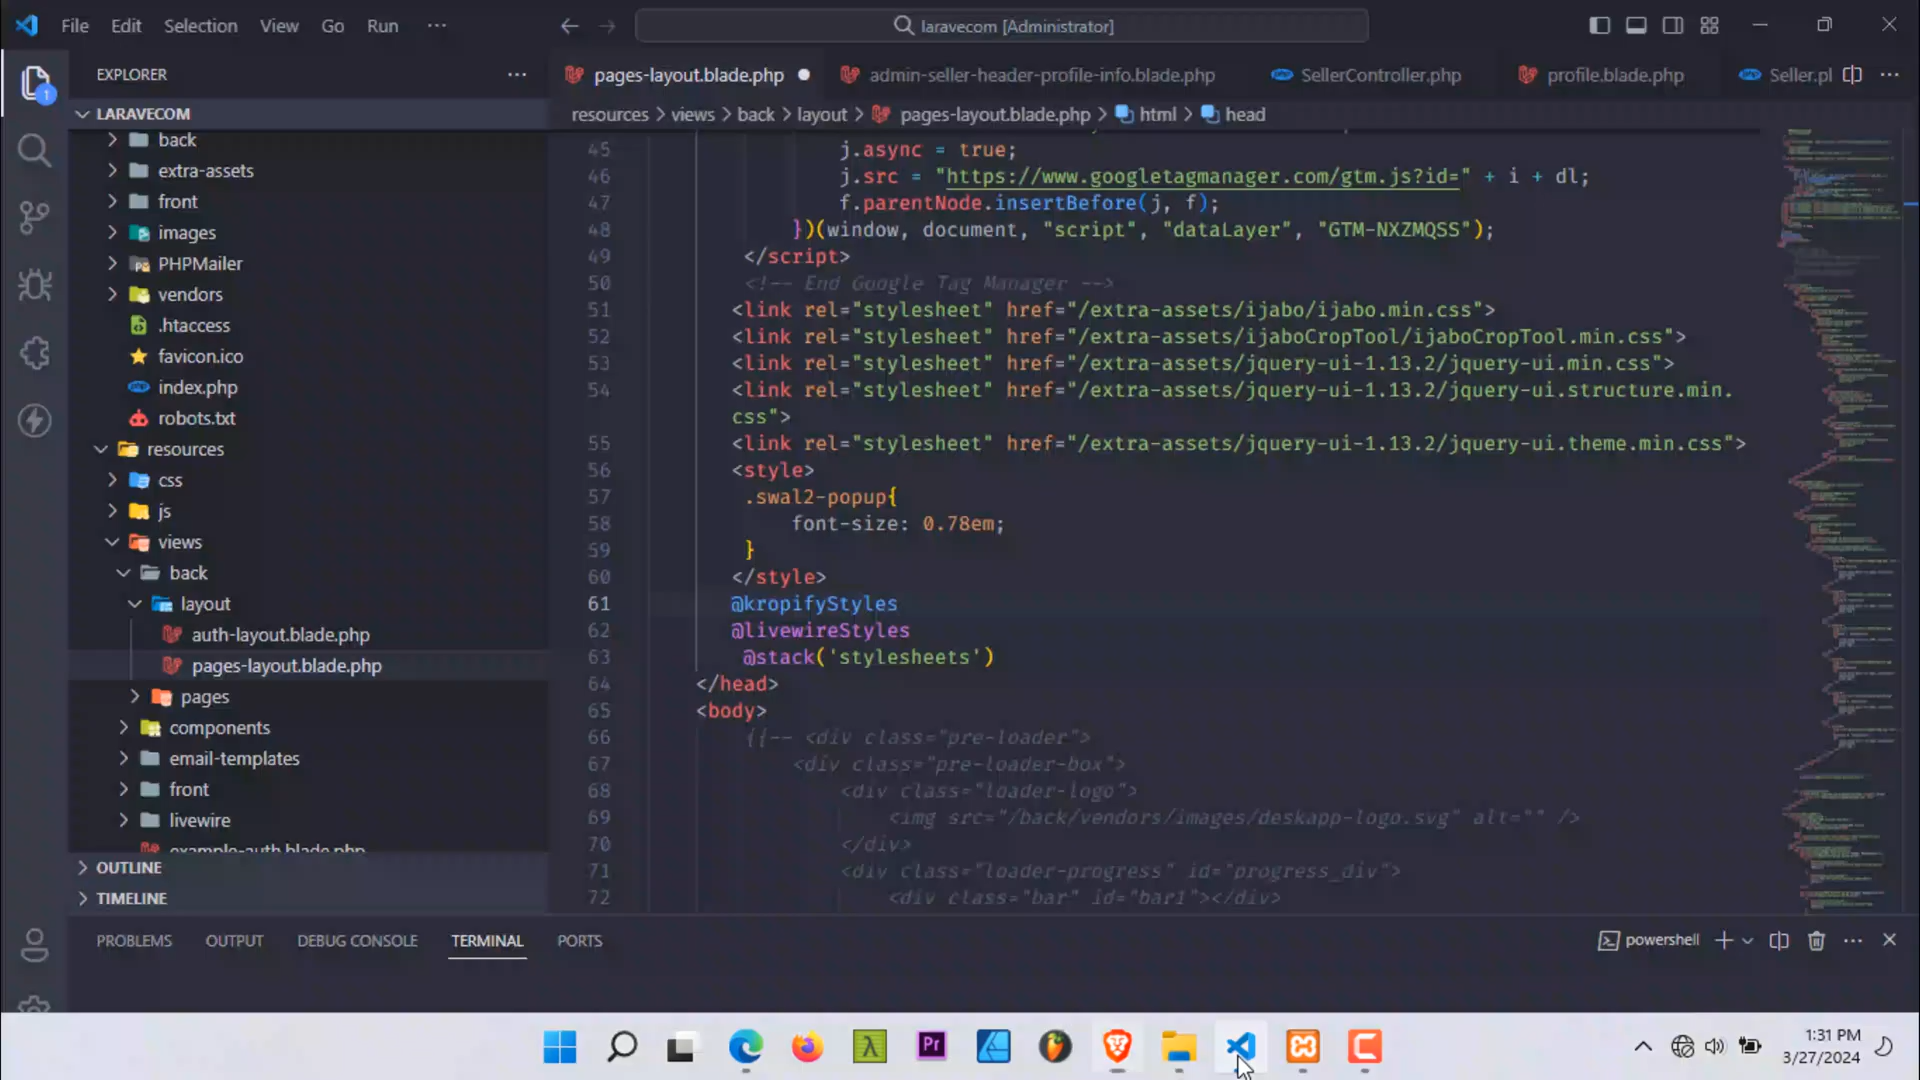 File Edit Selection View Go Run ···
laravecom [Administrator]
EXPLORER
pages-layout.blade.php
admin-seller-header-profile-info.blade.php
SellerController.php
profile.blade.php
Seller.pl
LARAVECOM
resources > views > back > layout > pages-layout.blade.php > html > head
back
extra-assets
front
images
PHPMailer
vendors
.htaccess
favicon.ico
index.php
robots.txt
resources
css
js
views
back
layout
auth-layout.blade.php
pages-layout.blade.php
pages
components
email-templates
front
livewire
example-auth.blade.php
OUTLINE
TIMELINE
45 j.async = true;
46 j.src = "https://www.googletagmanager.com/gtm.js?id=" + i + dl;
47 f.parentNode.insertBefore(j, f);
48 })(window, document, "script", "dataLayer", "GTM-NXZMQSS");
49 </script>
50 <!-- End Google Tag Manager -->
51 <link rel="stylesheet" href="/extra-assets/ijabo/ijabo.min.css">
52 <link rel="stylesheet" href="/extra-assets/ijaboCropTool/ijaboCropTool.min.css">
53 <link rel="stylesheet" href="/extra-assets/jquery-ui-1.13.2/jquery-ui.min.css">
54 <link rel="stylesheet" href="/extra-assets/jquery-ui-1.13.2/jquery-ui.structure.min.
css">
55 <link rel="stylesheet" href="/extra-assets/jquery-ui-1.13.2/jquery-ui.theme.min.css">
56 <style>
57 .swal2-popup{
58 font-size: 0.78em;
59 }
60 </style>
61 @kropifyStyles
62 @livewireStyles
63 @stack('stylesheets')
64 </head>
65 <body>
66 {{-- <div class="pre-loader">
67 <div class="pre-loader-box">
68 <div class="loader-logo">
69 <img src="/back/vendors/images/deskapp-logo.svg" alt="" />
70 </div>
71 <div class="loader-progress" id="progress_div">
72 <div class="bar" id="bar1"></div>
PROBLEMS OUTPUT DEBUG CONSOLE TERMINAL PORTS
powershell
1:31 PM
3/27/2024